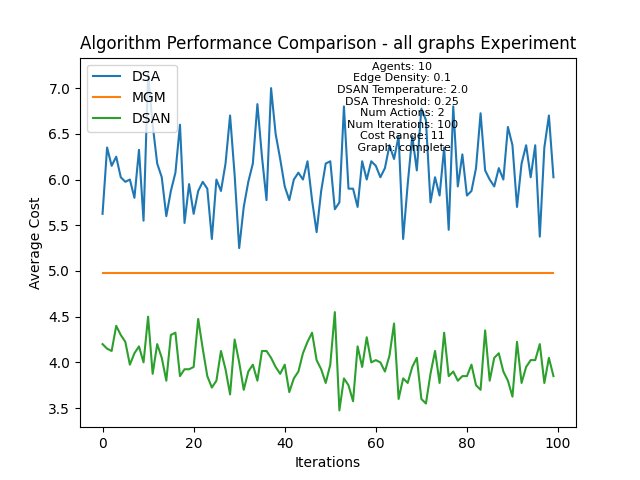 Algorithm Performance Comparison - all graphs Experiment
DSA
MGM
DSAN
Agents: 10
Edge Density: 0.1
DSAN Temperature: 2.0
DSA Threshold: 0.25
Num Actions: 2
Num Iterations: 100
Cost Range: 11
Graph: complete
Average Cost
7.0
6.5
6.0
5.5
5.0
4.5
4.0
3.5
0 20 40 60 80 100
Iterations